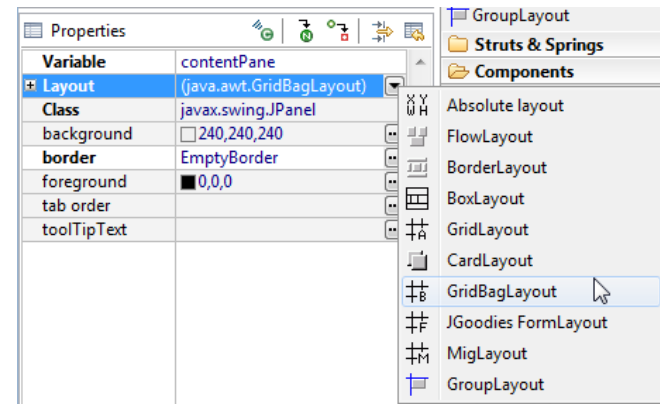 Properties
Variable contentPane
Layout (java.awt.GridBagLayout)
Class javax.swing.JPanel
background 240,240,240
border EmptyBorder
foreground 0,0,0
tab order
toolTipText
GroupLayout
Struts & Springs
Components
Absolute layout
FlowLayout
BorderLayout
BoxLayout
GridLayout
CardLayout
GridBagLayout
JGoodies FormLayout
MigLayout
GroupLayout